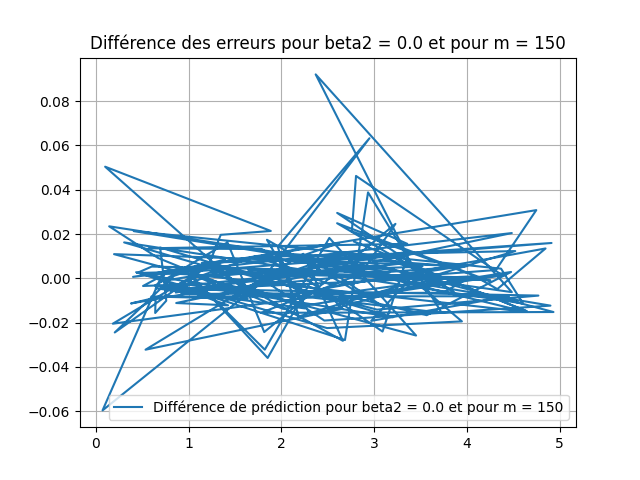 Différence des erreurs pour beta2 = 0.0 et pour m = 150
0.08
0.06
0.04
0.02
0.00
−0.02
−0.04
−0.06
Différence de prédiction pour beta2 = 0.0 et pour m = 150
0 1 2 3 4 5